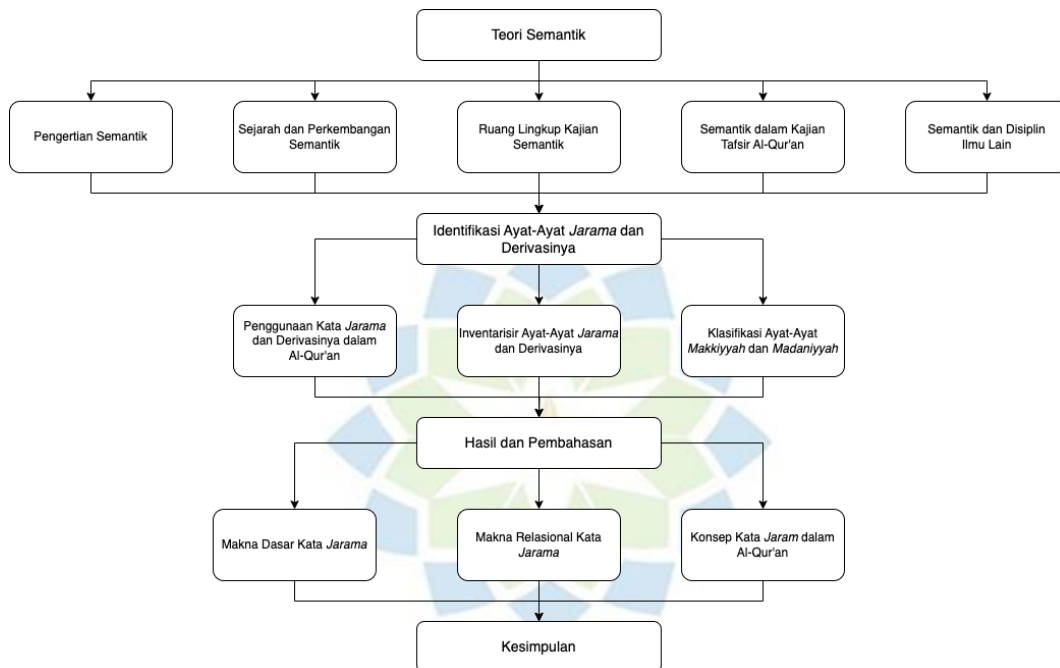 Teori Semantik
Pengertian Semantik
Sejarah dan Perkembangan
Semantik
Ruang Lingkup Kajian
Semantik
Semantik dalam Kajian
Tafsir Al-Qur'an
Semantik dan Disiplin
Ilmu Lain
Identifikasi Ayat-Ayat Jarama dan
Derivasinya
Penggunaan Kata Jarama
dan Derivasinya dalam
Al-Qur'an
Inventarisir Ayat-Ayat Jarama
dan Derivasinya
Klasifikasi Ayat-Ayat
Makkiyyah dan Madaniyyah
Hasil dan Pembahasan
Makna Dasar Kata Jarama
Makna Relasional Kata
Jarama
Konsep Kata Jaram dalam
Al-Qur'an
Kesimpulan